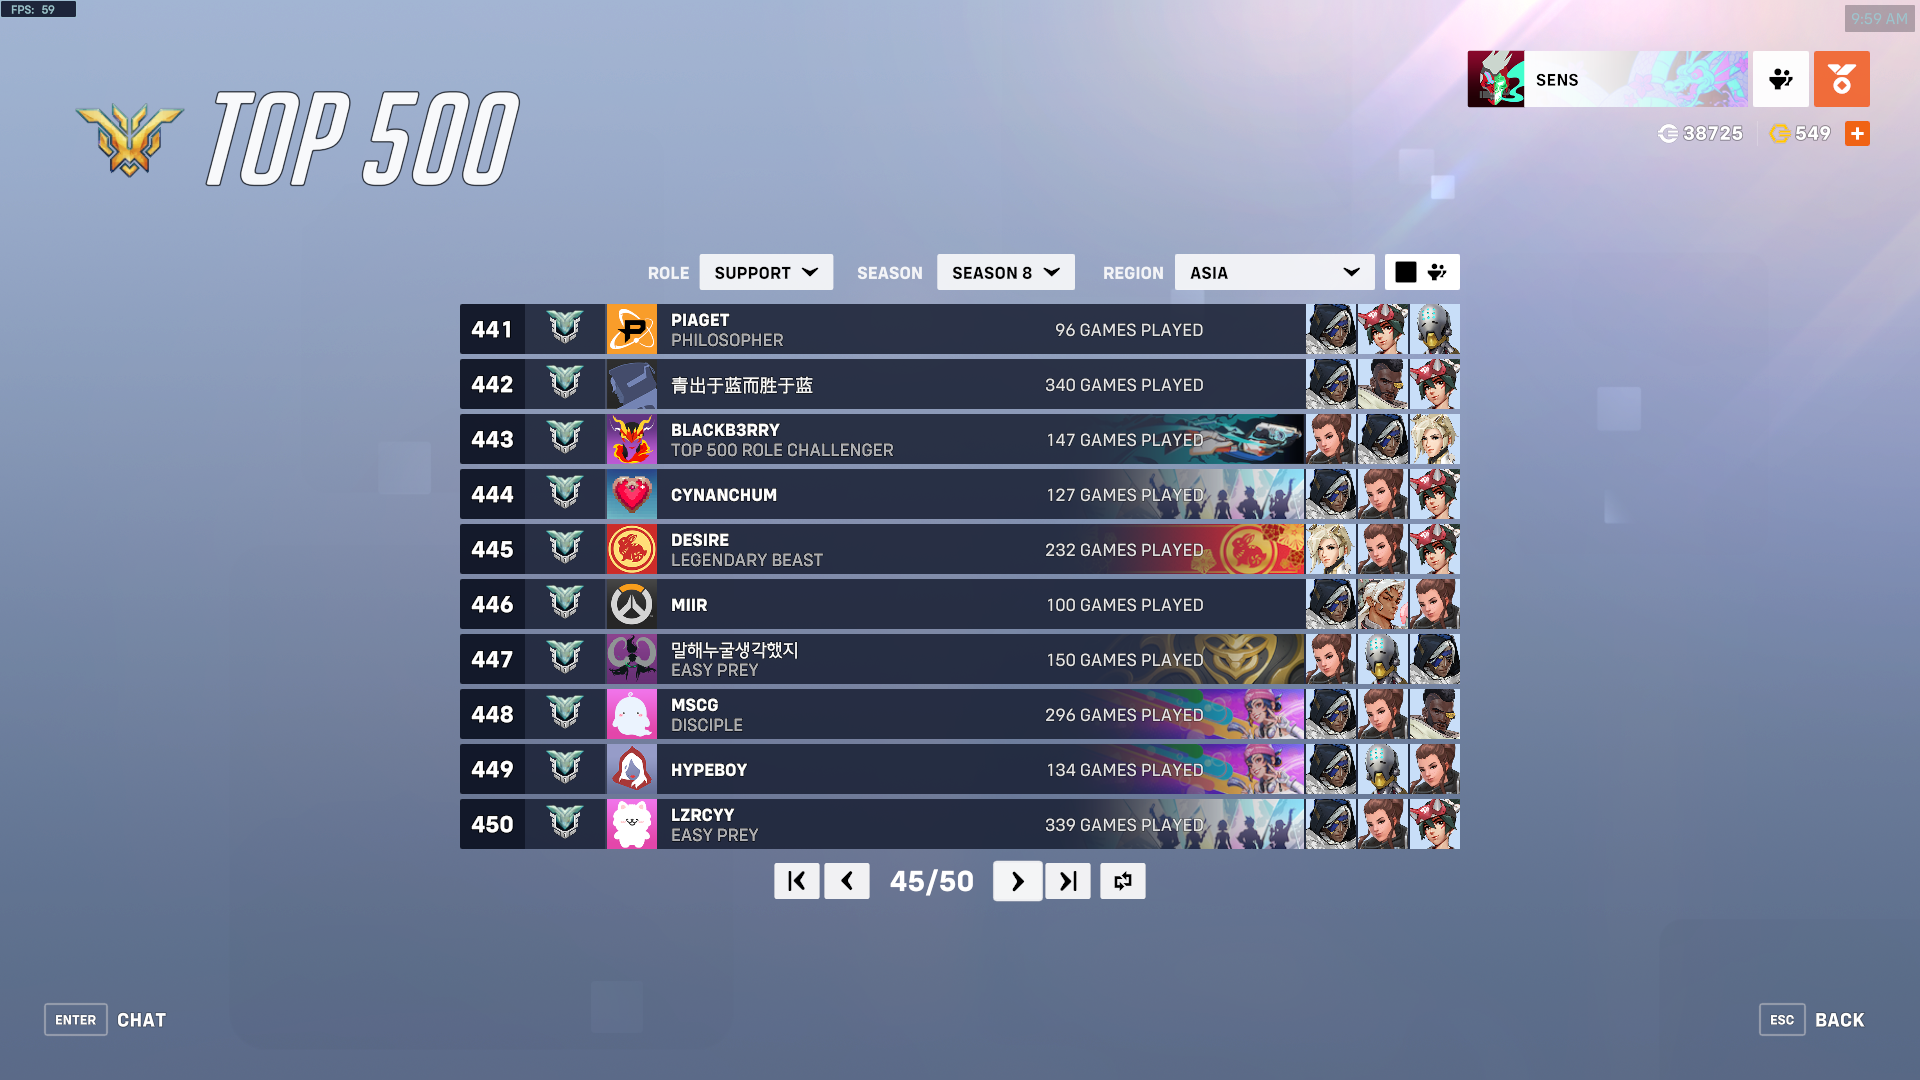 FPS: 59
9:59 AM
TOP 500
SENS
38725
549
ROLE SUPPORT SEASON SEASON 8 REGION ASIA
441 PIAGET 96 GAMES PLAYED
PHILOSOPHER
442 青出于蓝而胜于蓝 340 GAMES PLAYED
443 BLACKB3RRY 147 GAMES PLAYED
TOP 500 ROLE CHALLENGER
444 CYNANCHUM 127 GAMES PLAYED
445 DESIRE 232 GAMES PLAYED
LEGENDARY BEAST
446 MIIR 100 GAMES PLAYED
447 말해누굴생각했지 150 GAMES PLAYED
EASY PREY
448 MSCG 296 GAMES PLAYED
DISCIPLE
449 HYPEBOY 134 GAMES PLAYED
450 LZRCYY 339 GAMES PLAYED
EASY PREY
45/50
ENTER CHAT
ESC BACK